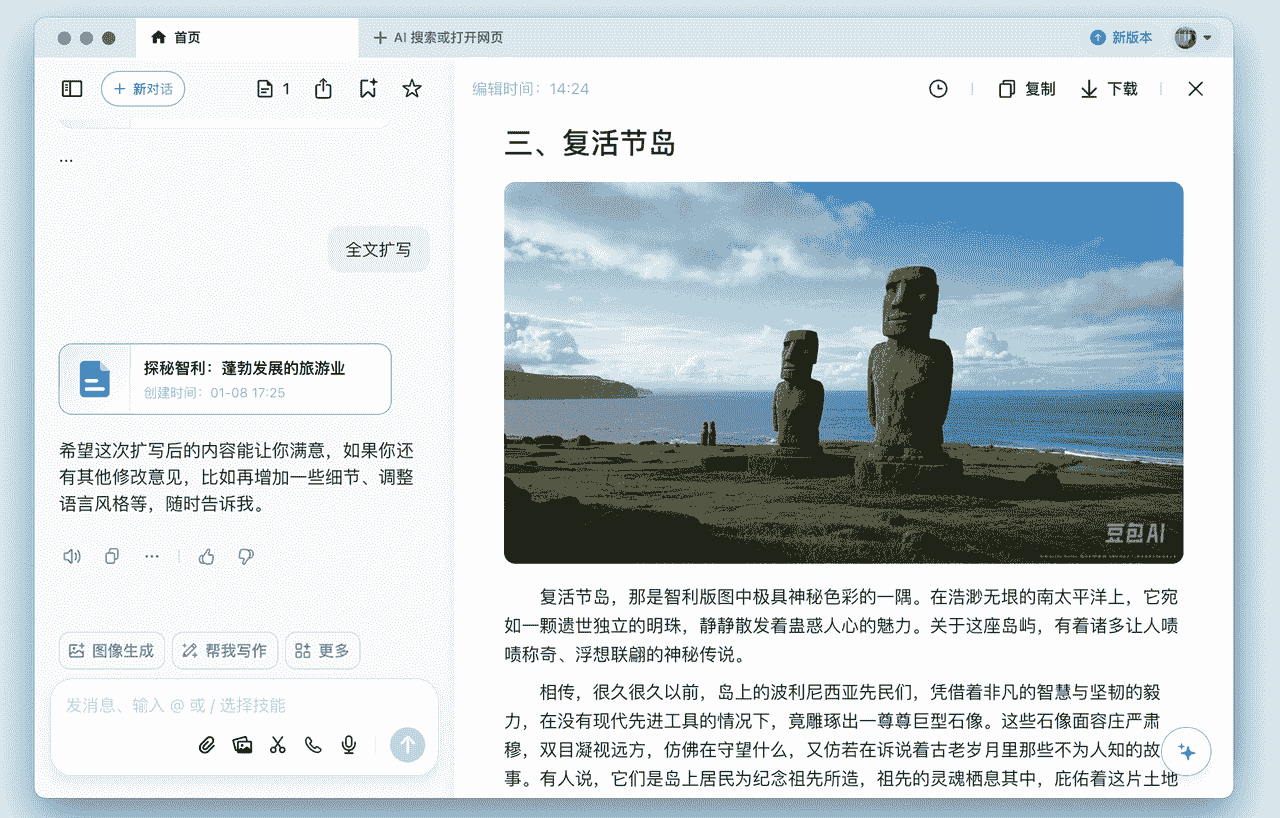 首页
AI 搜索或打开网页
新版本
新对话
1
编辑时间：14:24
复制
下载
...
全文扩写
探秘智利：蓬勃发展的旅游业
创建时间：01-08 17:25
希望这次扩写后的内容能让你满意，如果你还
有其他修改意见，比如再增加一些细节、调整
语言风格等，随时告诉我。
图像生成
帮我写作
更多
发消息、输入 @ 或 / 选择技能
三、复活节岛
豆包AI
复活节岛，那是智利版图中极具神秘色彩的一隅。在浩渺无垠的南太平洋上，它宛
如一颗遗世独立的明珠，静静散发着蛊惑人心的魅力。关于这座岛屿，有着诸多让人啧
啧称奇、浮想联翩的神秘传说。
相传，很久很久以前，岛上的波利尼西亚先民们，凭借着非凡的智慧与坚韧的毅
力，在没有现代先进工具的情况下，竟雕琢出一尊尊巨型石像。这些石像面容庄严肃
穆，双目凝视远方，仿佛在守望什么，又仿若在诉说着古老岁月里那些不为人知的故
事。有人说，它们是岛上居民为纪念祖先所造，祖先的灵魂栖息其中，庇佑着这片土地